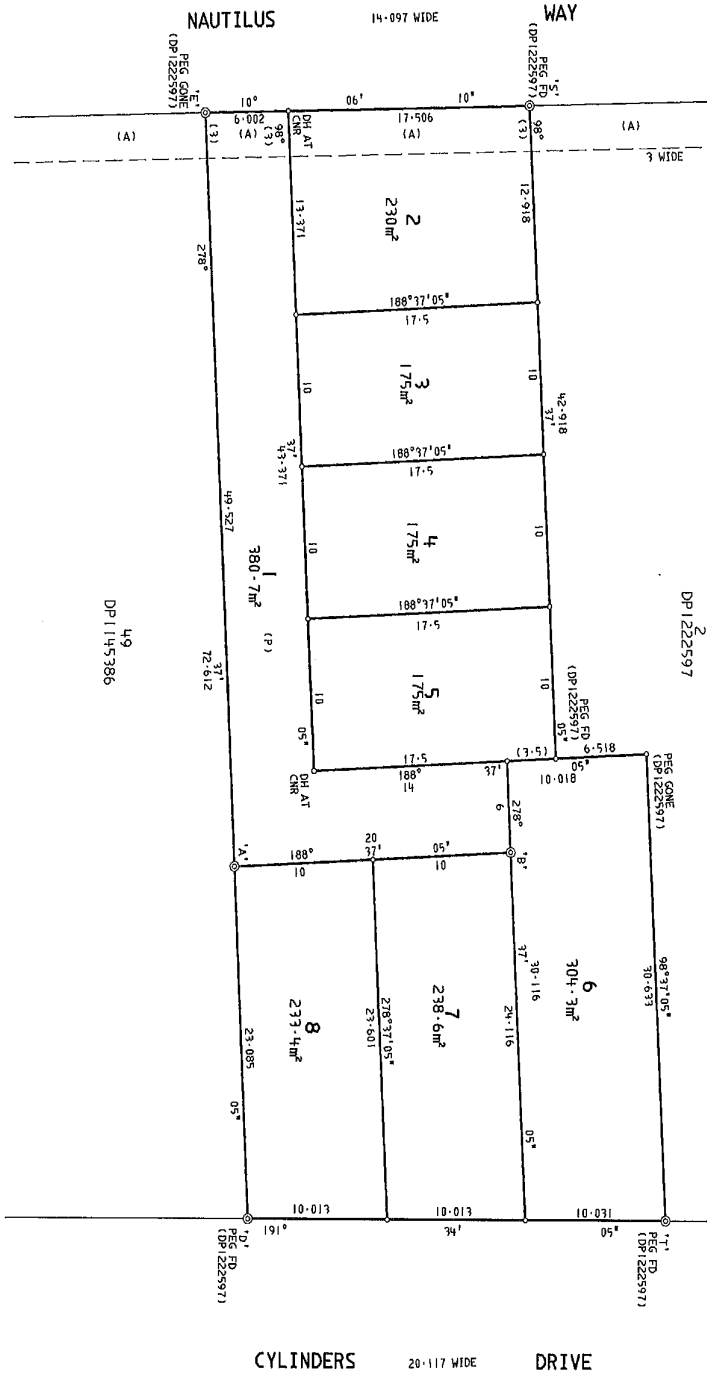 NAUTILUS 14·097 WIDE WAY
'E'
PEG GONE
(DP1222597)
'S'
PEG FD
(DP1222597)
10° 06' 10"
6·002 17·506
(A) (A) (A) (A)
(3)
98°
(3)
DH AT
CNR
98°
(3)
3 WIDE
278°
13·371
2
230m²
12·918
188°37'05"
17·5
10
3
175m²
10
42·918
37'
37'
43·371
188°37'05"
17·5
49·527
10
4
175m²
10
1
380·7m²
(P)
2
DP1222597
49
DP1145386
37'
72·612
188°37'05"
17·5
10
5
175m²
10
05"
05"
PEG FD
(DP1222597)
DH AT
CNR
17·5
188°
14
37'
(3·5)
6·518
05"
10·018
PEG GONE
(DP1222597)
278°
6
'A'
188°
10
20
37'
05'
10
'B'
37'
30·116
24·116
6
304·3m²
98°37'05"
30·633
7
238·6m²
278°37'05"
23·601
8
233·4m²
23·085
05"
05"
10·013 10·013 10·031
191° 34' 05"
'D'
PEG FD
(DP1222597)
'T'
PEG FD
(DP1222597)
CYLINDERS 20·117 WIDE DRIVE